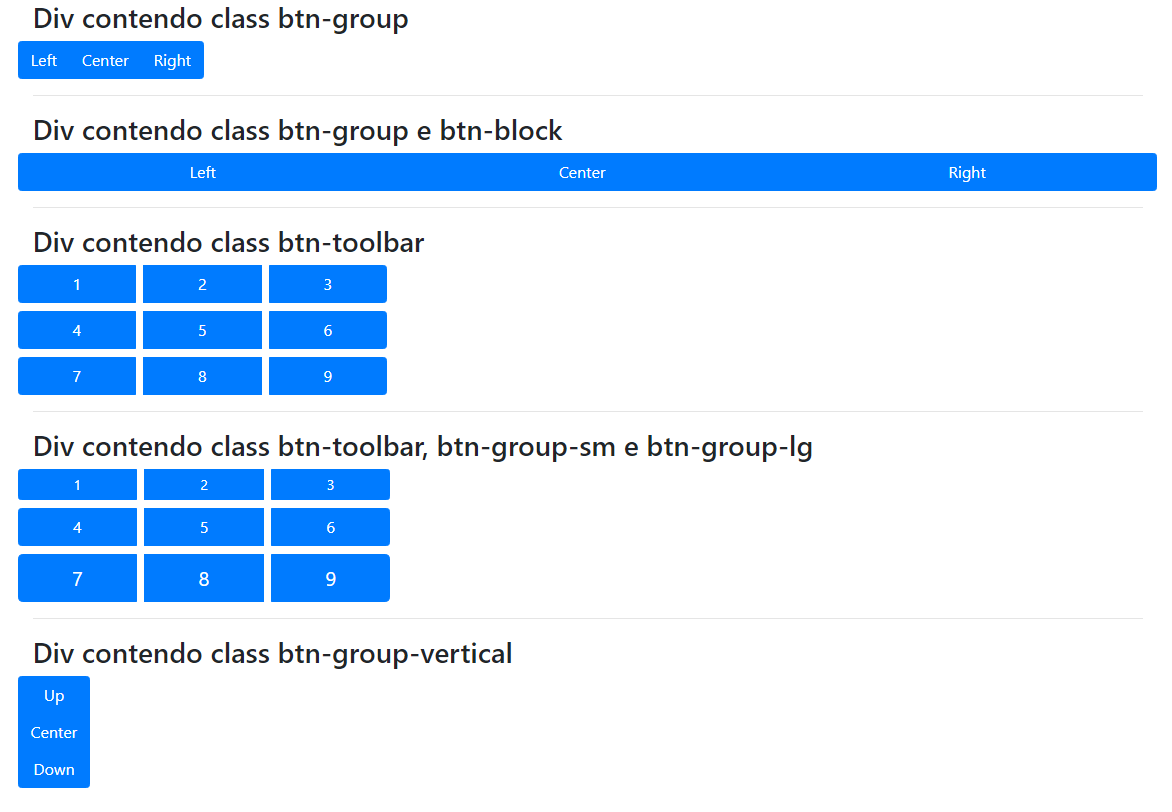 Div contendo class btn-group
Left Center Right
Div contendo class btn-group e btn-block
Left Center Right
Div contendo class btn-toolbar
1 2 3
4 5 6
7 8 9
Div contendo class btn-toolbar, btn-group-sm e btn-group-lg
1 2 3
4 5 6
7 8 9
Div contendo class btn-group-vertical
Up
Center
Down